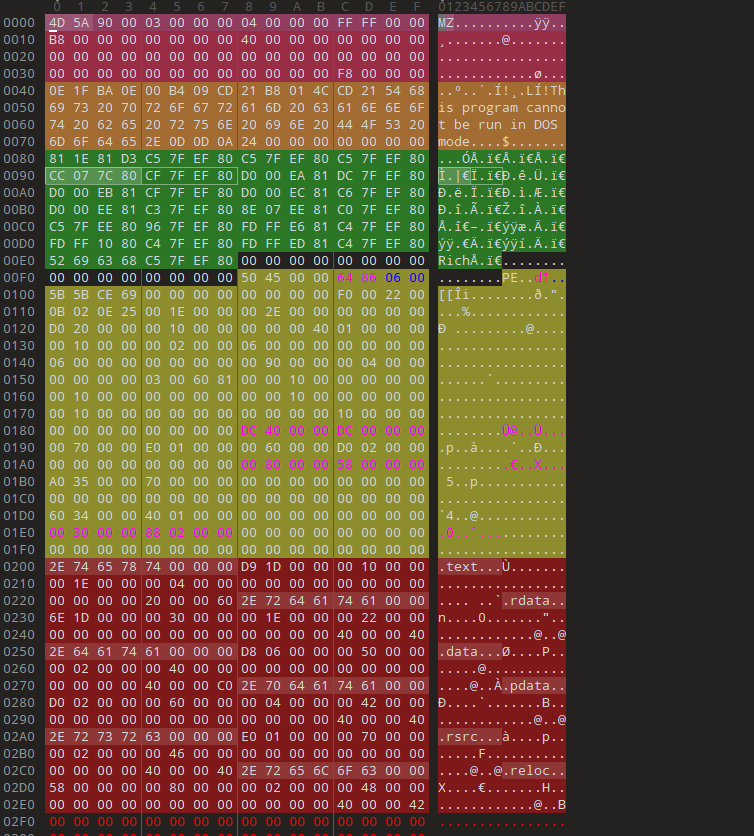 0 1 2 3 4 5 6 7 8 9 A B C D E F 0123456789ABCDEF
0000 4D 5A 90 00 03 00 00 00 04 00 00 00 FF FF 00 00 MZ..........ÿÿ..
0010 B8 00 00 00 00 00 00 00 40 00 00 00 00 00 00 00 ¸.......@.......
0020 00 00 00 00 00 00 00 00 00 00 00 00 00 00 00 00 ................
0030 00 00 00 00 00 00 00 00 00 00 00 00 F8 00 00 00 ............ø...
0040 0E 1F BA 0E 00 B4 09 CD 21 B8 01 4C CD 21 54 68 ..º..´.Í!¸.LÍ!Th
0050 69 73 20 70 72 6F 67 72 61 6D 20 63 61 6E 6E 6F is program canno
0060 74 20 62 65 20 72 75 6E 20 69 6E 20 44 4F 53 20 t be run in DOS
0070 6D 6F 64 65 2E 0D 0D 0A 24 00 00 00 00 00 00 00 mode....$.......
0080 81 1E 81 D3 C5 7F EF 80 C5 7F EF 80 C5 7F EF 80 ...ÓÅ.ï€Å.ï€Å.ï€
0090 CC 07 7C 80 CF 7F EF 80 D0 00 EA 81 DC 7F EF 80 Ì.|€Ï.ï€Ð.ê.Ü.ï€
00A0 D0 00 EB 81 CF 7F EF 80 D0 00 EC 81 C6 7F EF 80 Ð.ë.Ï.ï€Ð.ì.Æ.ï€
00B0 D0 00 EE 81 C3 7F EF 80 8E 07 EE 81 C0 7F EF 80 Ð.î.Ã.ï€Ž.î.À.ï€
00C0 C5 7F EE 80 96 7F EF 80 FD FF E6 81 C4 7F EF 80 Å.î€–.ï€ýÿæ.Ä.ï€
00D0 FD FF 10 80 C4 7F EF 80 FD FF ED 81 C4 7F EF 80 ýÿ.€Ä.ï€ýÿí.Ä.ï€
00E0 52 69 63 68 C5 7F EF 80 00 00 00 00 00 00 00 00 RichÅ.ï€........
00F0 00 00 00 00 00 00 00 00 50 45 00 00 64 86 06 00 ........PE..d†..
0100 5B 5B CE 69 00 00 00 00 00 00 00 00 F0 00 22 00 [[Îi........ð.".
0110 0B 02 0E 25 00 1E 00 00 00 2E 00 00 00 00 00 00 ...%............
0120 D0 20 00 00 00 10 00 00 00 00 00 40 01 00 00 00 Ð .........@....
0130 00 10 00 00 00 02 00 00 06 00 00 00 00 00 00 00 ................
0140 06 00 00 00 00 00 00 00 00 90 00 00 00 04 00 00 ................
0150 00 00 00 00 03 00 60 81 00 00 10 00 00 00 00 00 ......`.........
0160 00 10 00 00 00 00 00 00 00 00 10 00 00 00 00 00 ................
0170 00 10 00 00 00 00 00 00 00 00 00 00 10 00 00 00 ................
0180 00 00 00 00 00 00 00 00 DC 40 00 00 DC 00 00 00 ........Ü@..Ü...
0190 00 70 00 00 E0 01 00 00 00 60 00 00 D0 02 00 00 .p..à....`..Ð...
01A0 00 00 00 00 00 00 00 00 00 80 00 00 58 00 00 00 .........€..X...
01B0 A0 35 00 00 70 00 00 00 00 00 00 00 00 00 00 00  5..p...........
01C0 00 00 00 00 00 00 00 00 00 00 00 00 00 00 00 00 ................
01D0 60 34 00 00 40 01 00 00 00 00 00 00 00 00 00 00 `4..@...........
01E0 00 30 00 00 88 02 00 00 00 00 00 00 00 00 00 00 .0..ˆ...........
01F0 00 00 00 00 00 00 00 00 00 00 00 00 00 00 00 00 ................
0200 2E 74 65 78 74 00 00 00 D9 1D 00 00 00 10 00 00 .text...Ù.......
0210 00 1E 00 00 00 04 00 00 00 00 00 00 00 00 00 00 ................
0220 00 00 00 00 20 00 00 60 2E 72 64 61 74 61 00 00 .... ..`.rdata..
0230 6E 1D 00 00 00 30 00 00 00 1E 00 00 00 22 00 00 n....0......."..
0240 00 00 00 00 00 00 00 00 00 00 00 00 40 00 00 40 ............@..@
0250 2E 64 61 74 61 00 00 00 D8 06 00 00 00 50 00 00 .data...Ø....P..
0260 00 02 00 00 00 40 00 00 00 00 00 00 00 00 00 00 .....@..........
0270 00 00 00 00 40 00 00 C0 2E 70 64 61 74 61 00 00 ....@..À.pdata..
0280 D0 02 00 00 00 60 00 00 00 04 00 00 00 42 00 00 Ð....`.......B..
0290 00 00 00 00 00 00 00 00 00 00 00 00 40 00 00 40 ............@..@
02A0 2E 72 73 72 63 00 00 00 E0 01 00 00 00 70 00 00 .rsrc...à....p..
02B0 00 02 00 00 00 46 00 00 00 00 00 00 00 00 00 00 .....F..........
02C0 00 00 00 00 40 00 00 40 2E 72 65 6C 6F 63 00 00 ....@..@.reloc..
02D0 58 00 00 00 00 80 00 00 00 02 00 00 00 48 00 00 X....€.......H..
02E0 00 00 00 00 00 00 00 00 00 00 00 00 40 00 00 42 ............@..B
02F0 00 00 00 00 00 00 00 00 00 00 00 00 00 00 00 00 ................